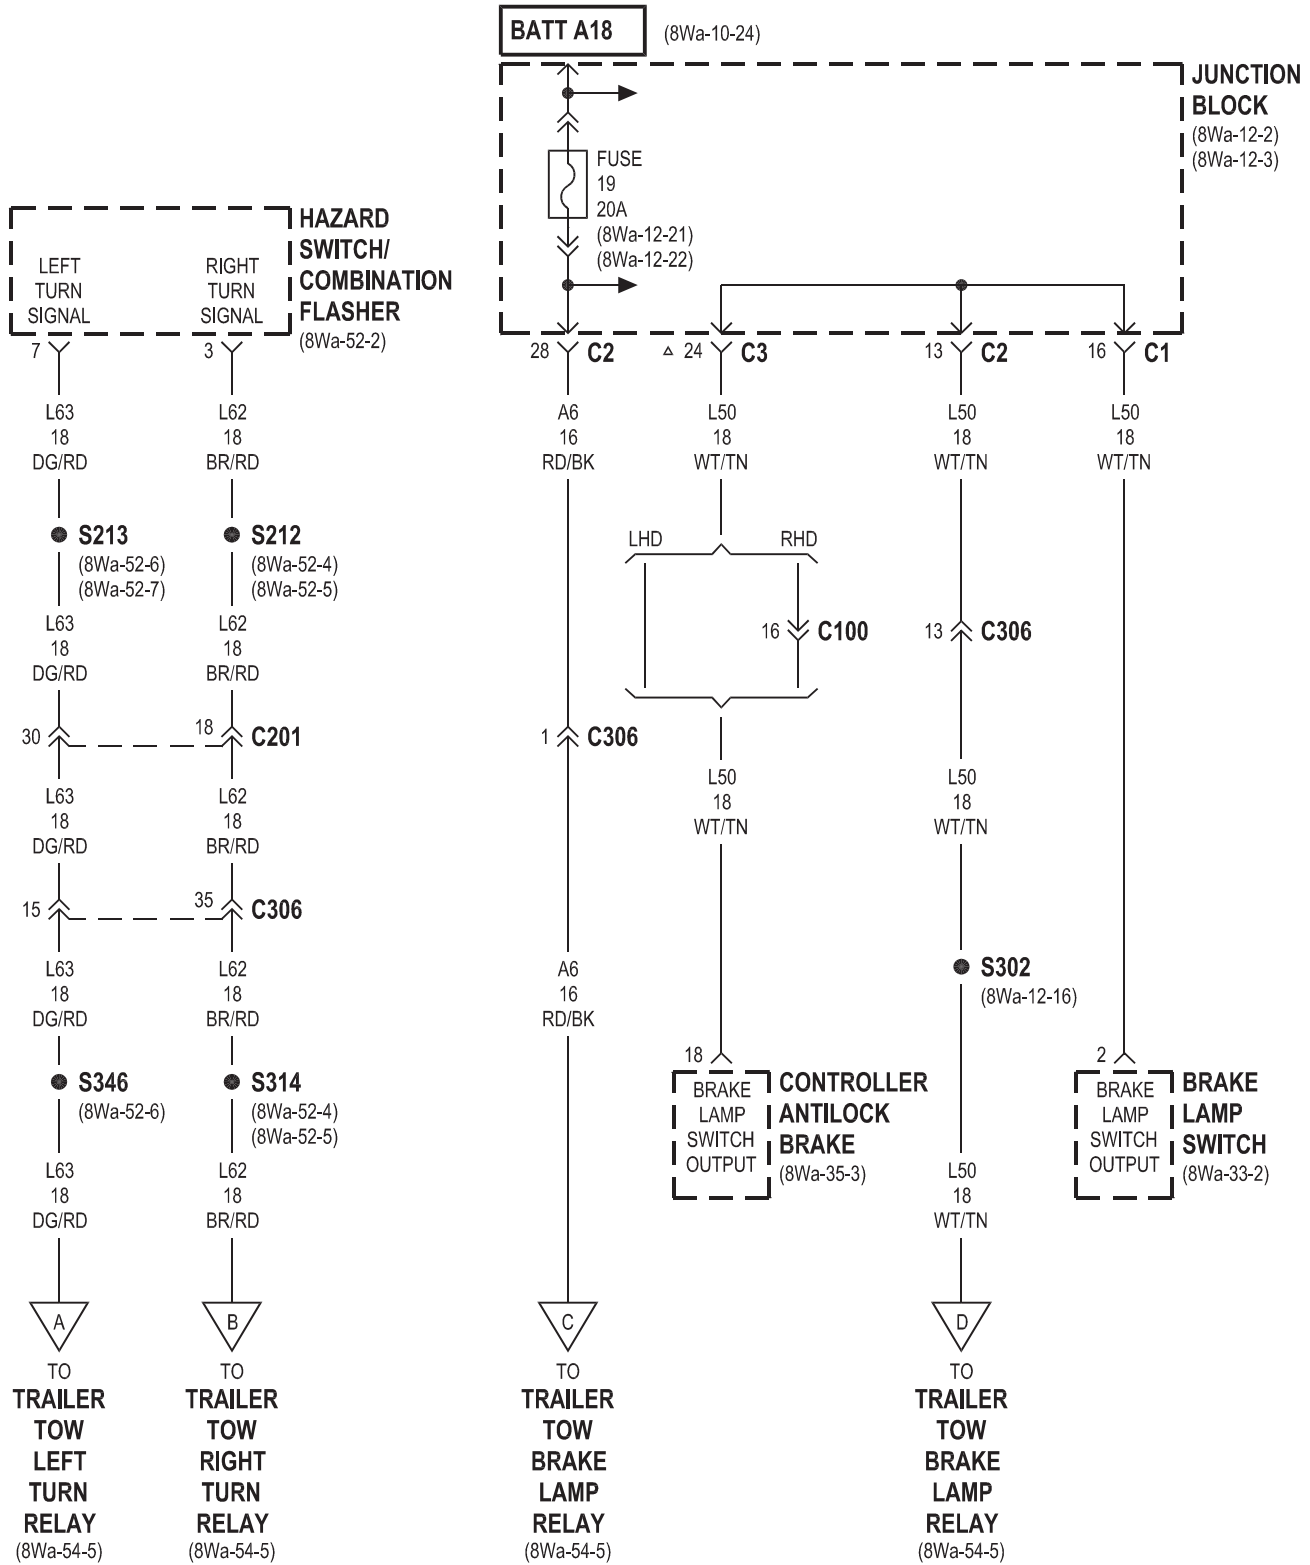 BATT A18 (8Wa-10-24)
JUNCTION
BLOCK
(8Wa-12-2)
(8Wa-12-3)
FUSE
19
20A
(8Wa-12-21)
(8Wa-12-22)
HAZARD
SWITCH/
COMBINATION
FLASHER
(8Wa-52-2)
LEFT
TURN
SIGNAL
RIGHT
TURN
SIGNAL
7 3 28 C2 24 C3 13 C2 16 C1
L63
18
DG/RD
L62
18
BR/RD
A6
16
RD/BK
L50
18
WT/TN
L50
18
WT/TN
L50
18
WT/TN
S213
(8Wa-52-6)
(8Wa-52-7)
S212
(8Wa-52-4)
(8Wa-52-5)
LHD RHD
16 C100
13 C306
L63
18
DG/RD
L62
18
BR/RD
30 18 C201
1 C306
L63
18
DG/RD
L62
18
BR/RD
L50
18
WT/TN
L50
18
WT/TN
15 35 C306
L63
18
DG/RD
L62
18
BR/RD
A6
16
RD/BK
S302
(8Wa-12-16)
S346
(8Wa-52-6)
S314
(8Wa-52-4)
(8Wa-52-5)
18
BRAKE
LAMP
SWITCH
OUTPUT
CONTROLLER
ANTILOCK
BRAKE
(8Wa-35-3)
2
BRAKE
LAMP
SWITCH
OUTPUT
BRAKE
LAMP
SWITCH
(8Wa-33-2)
L63
18
DG/RD
L62
18
BR/RD
L50
18
WT/TN
A
TO
TRAILER
TOW
LEFT
TURN
RELAY
(8Wa-54-5)
B
TO
TRAILER
TOW
RIGHT
TURN
RELAY
(8Wa-54-5)
C
TO
TRAILER
TOW
BRAKE
LAMP
RELAY
(8Wa-54-5)
D
TO
TRAILER
TOW
BRAKE
LAMP
RELAY
(8Wa-54-5)